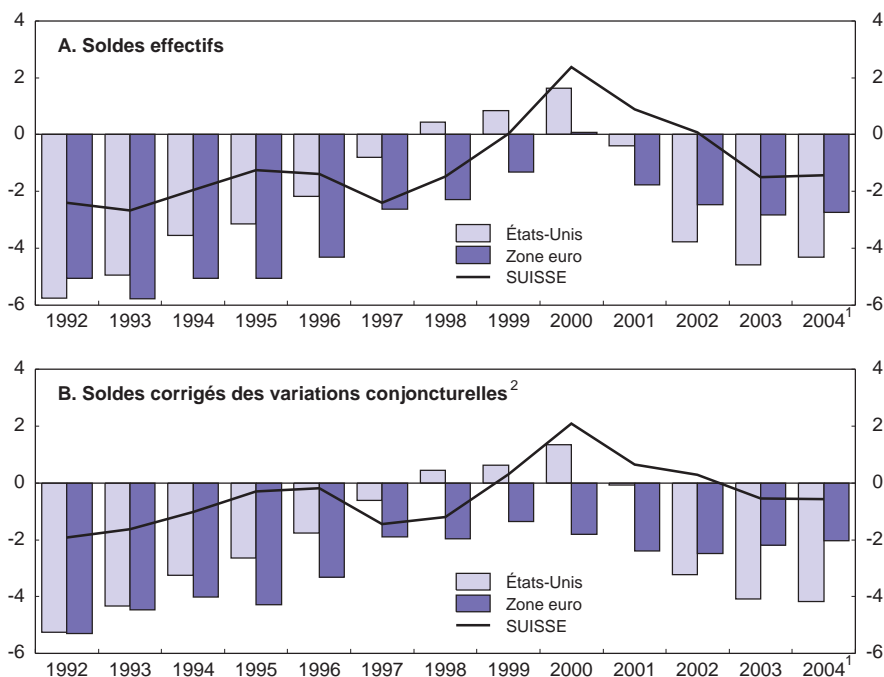 A. Soldes effectifs
4 4
2 2
0 0
-2 -2
-4 -4
-6 -6
États-Unis
Zone euro
SUISSE
1992 1993 1994 1995 1996 1997 1998 1999 2000 2001 2002 2003 2004¹
B. Soldes corrigés des variations conjoncturelles²
4 4
2 2
0 0
-2 -2
-4 -4
-6 -6
États-Unis
Zone euro
SUISSE
1992 1993 1994 1995 1996 1997 1998 1999 2000 2001 2002 2003 2004¹